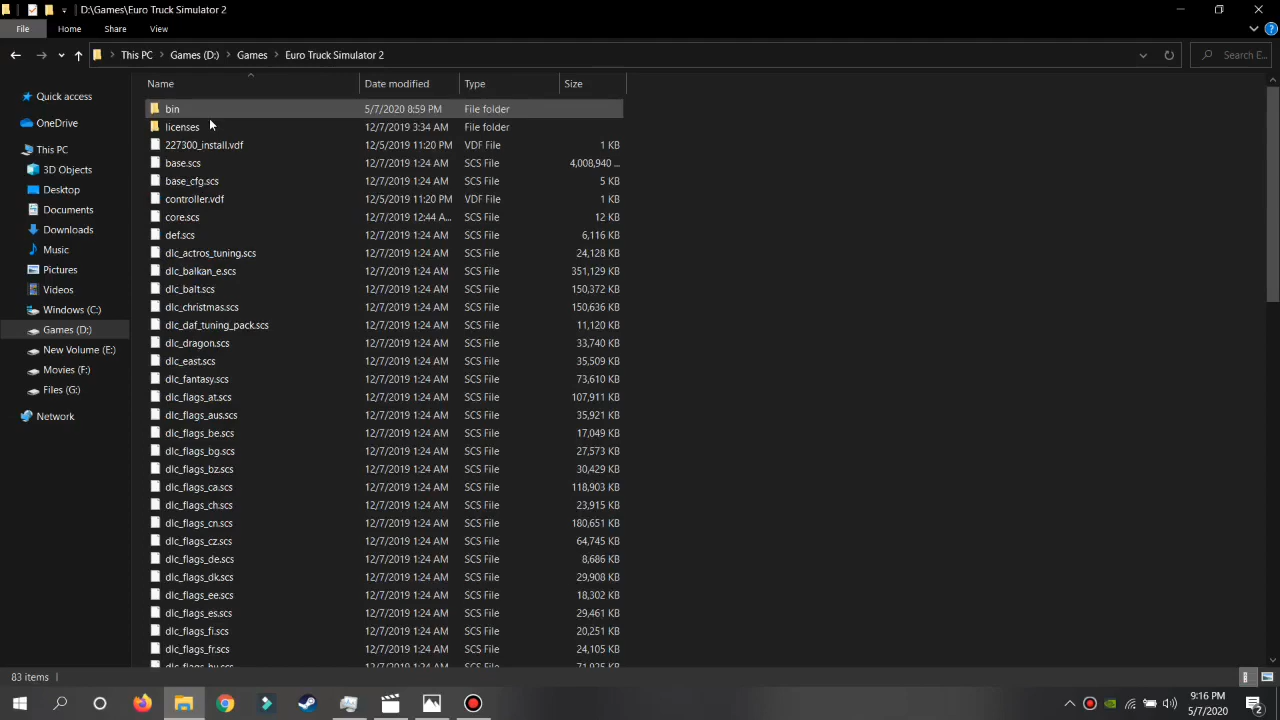 D:\Games\Euro Truck Simulator 2
File Home Share View
This PC Games (D:) Games Euro Truck Simulator 2 Search E...
Name Date modified Type Size
Quick access
OneDrive
This PC
3D Objects
Desktop
Documents
Downloads
Music
Pictures
Videos
Windows (C:)
Games (D:)
New Volume (E:)
Movies (F:)
Files (G:)
Network
bin 5/7/2020 8:59 PM File folder
licenses 12/7/2019 3:34 AM File folder
227300_install.vdf 12/5/2019 11:20 PM VDF File 1 KB
base.scs 12/7/2019 1:24 AM SCS File 4,008,940 ...
base_cfg.scs 12/7/2019 1:24 AM SCS File 5 KB
controller.vdf 12/5/2019 11:20 PM VDF File 1 KB
core.scs 12/7/2019 12:44 A... SCS File 12 KB
def.scs 12/7/2019 1:24 AM SCS File 6,116 KB
dlc_actros_tuning.scs 12/7/2019 1:24 AM SCS File 24,128 KB
dlc_balkan_e.scs 12/7/2019 1:24 AM SCS File 351,129 KB
dlc_balt.scs 12/7/2019 1:24 AM SCS File 150,372 KB
dlc_christmas.scs 12/7/2019 1:24 AM SCS File 150,636 KB
dlc_daf_tuning_pack.scs 12/7/2019 1:24 AM SCS File 11,120 KB
dlc_dragon.scs 12/7/2019 1:24 AM SCS File 33,740 KB
dlc_east.scs 12/7/2019 1:24 AM SCS File 35,509 KB
dlc_fantasy.scs 12/7/2019 1:24 AM SCS File 73,610 KB
dlc_flags_at.scs 12/7/2019 1:24 AM SCS File 107,911 KB
dlc_flags_aus.scs 12/7/2019 1:24 AM SCS File 35,921 KB
dlc_flags_be.scs 12/7/2019 1:24 AM SCS File 17,049 KB
dlc_flags_bg.scs 12/7/2019 1:24 AM SCS File 27,573 KB
dlc_flags_bz.scs 12/7/2019 1:24 AM SCS File 30,429 KB
dlc_flags_ca.scs 12/7/2019 1:24 AM SCS File 118,903 KB
dlc_flags_ch.scs 12/7/2019 1:24 AM SCS File 23,915 KB
dlc_flags_cn.scs 12/7/2019 1:24 AM SCS File 180,651 KB
dlc_flags_cz.scs 12/7/2019 1:24 AM SCS File 64,745 KB
dlc_flags_de.scs 12/7/2019 1:24 AM SCS File 8,686 KB
dlc_flags_dk.scs 12/7/2019 1:24 AM SCS File 29,908 KB
dlc_flags_ee.scs 12/7/2019 1:24 AM SCS File 18,302 KB
dlc_flags_es.scs 12/7/2019 1:24 AM SCS File 29,461 KB
dlc_flags_fi.scs 12/7/2019 1:24 AM SCS File 20,251 KB
dlc_flags_fr.scs 12/7/2019 1:24 AM SCS File 24,105 KB
83 items
9:16 PM
5/7/2020
2